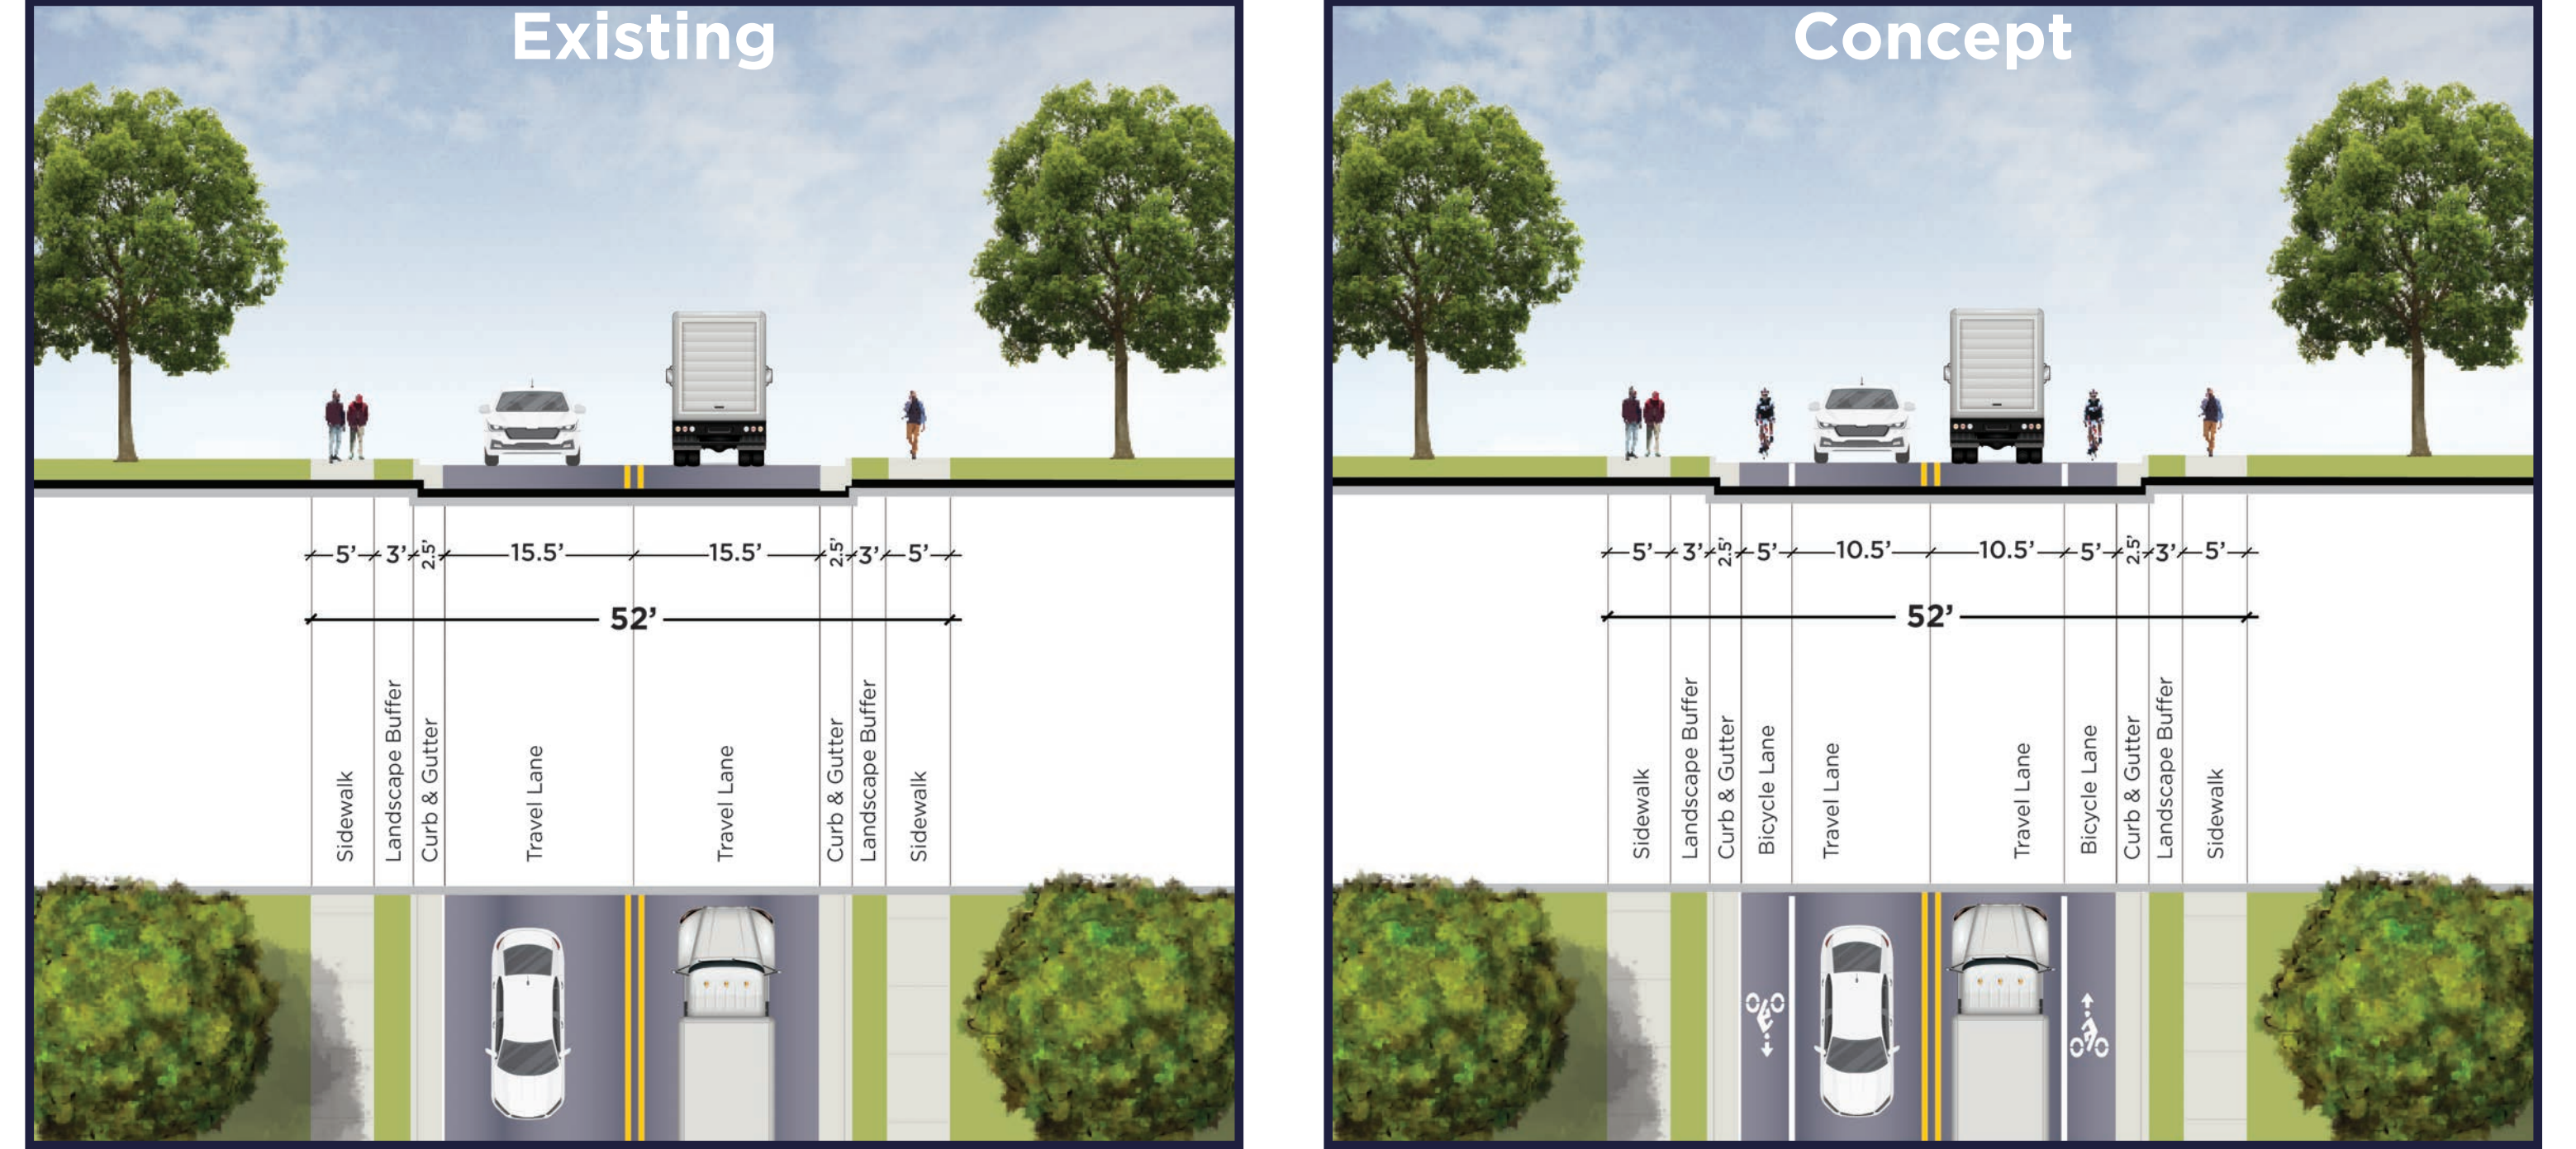 Existing
5’ 3’ 2.5’ 15.5’ 15.5’ 2.5’ 3’ 5’
52’
Sidewalk
Landscape Buffer
Curb & Gutter
Travel Lane
Travel Lane
Curb & Gutter
Landscape Buffer
Sidewalk
Concept
5’ 3’ 2.5’ 5’ 10.5’ 10.5’ 5’ 2.5’ 3’ 5’
52’
Sidewalk
Landscape Buffer
Curb & Gutter
Bicycle Lane
Travel Lane
Travel Lane
Bicycle Lane
Curb & Gutter
Landscape Buffer
Sidewalk